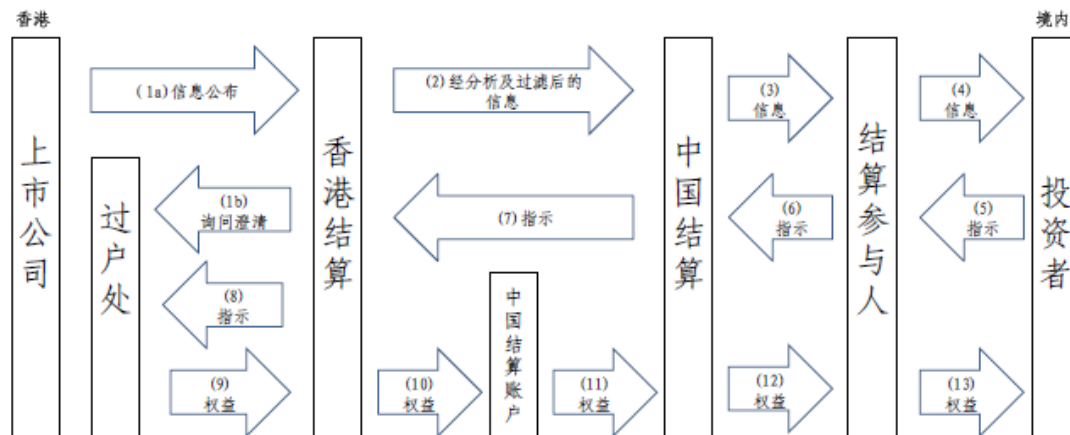 香港
境内
上市公司
过户处
香港结算
中国结算账户
中国结算
结算参与人
投资者
(1a)信息公布
(2)经分析及过滤后的
信息
(3)
信息
(4)
信息
(1b)
询问澄清
(7)指示
(6)
指示
(5)
指示
(8)
指示
(9)
权益
(10)
权益
(11)
权益
(12)
权益
(13)
权益